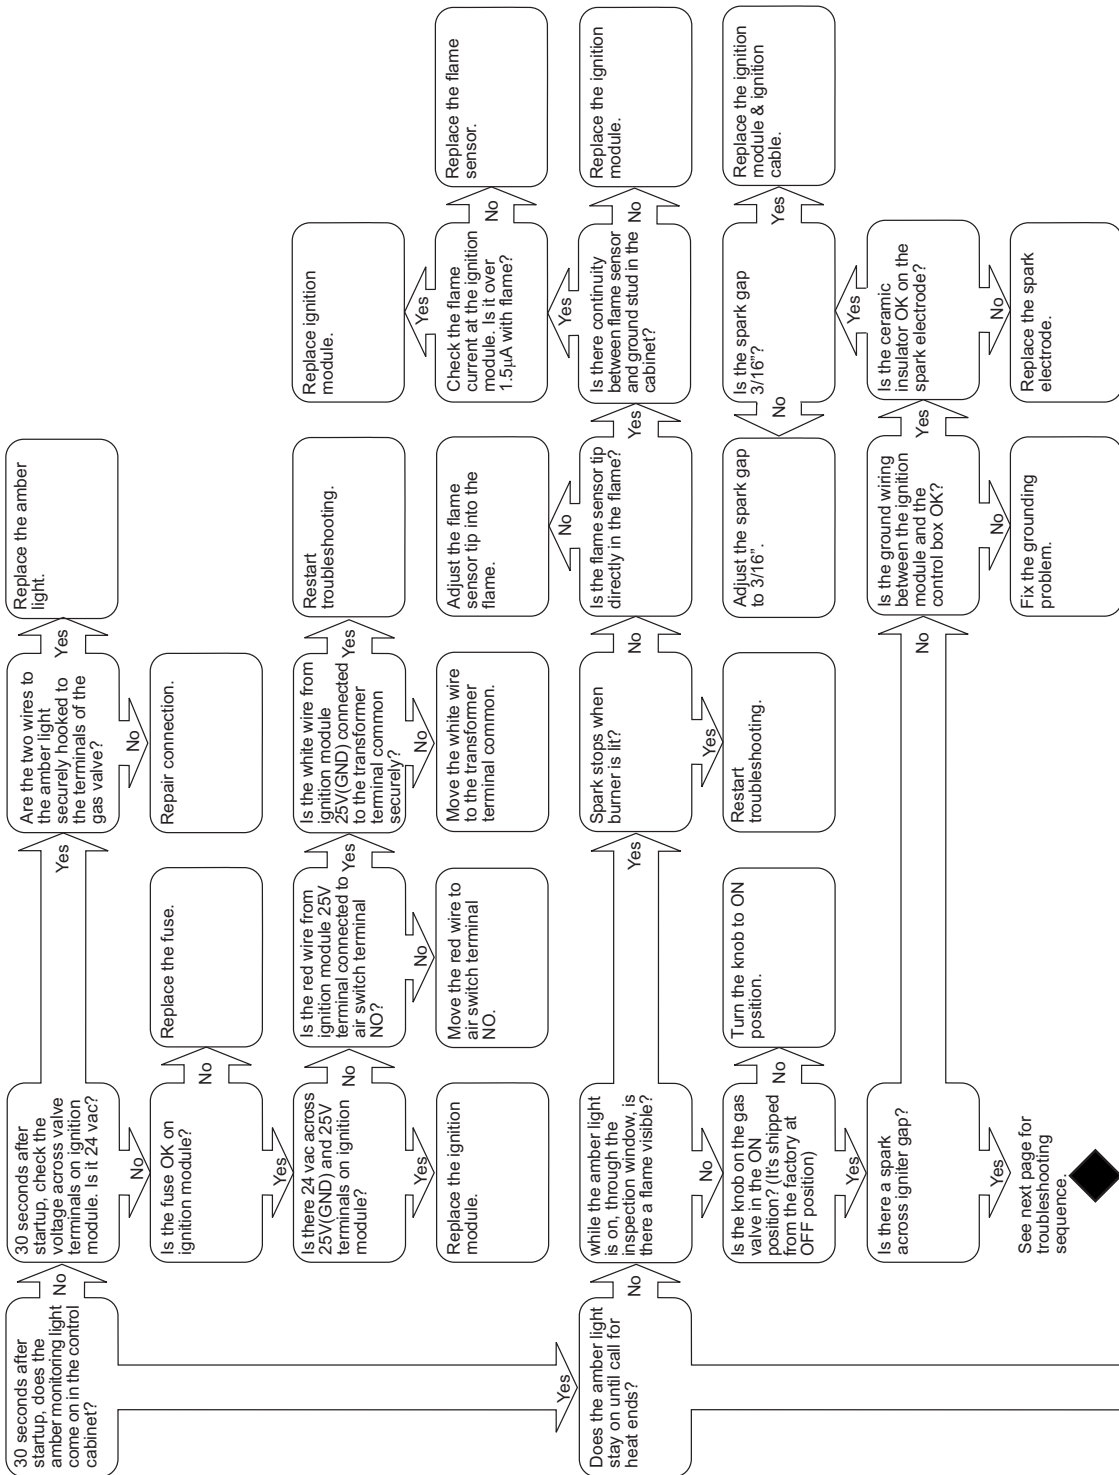 30 seconds after
startup, does the
amber monitoring light
come on in the control
cabinet?
No
30 seconds after
startup, check the
voltage across valve
terminals on ignition
module. Is it 24 vac?
Yes
Are the two wires to
the amber light
securely hooked to
the terminals of the
gas valve?
Yes
Replace the amber
light.
No
Repair connection.
No
Is the fuse OK on
ignition module?
No
Replace the fuse.
Yes
Is there 24 vac across
25V(GND) and 25V
terminals on ignition
module?
No
Is the red wire from
ignition module 25V
terminal connected to
air switch terminal
NO?
Yes
Is the white wire from
ignition module
25V(GND) connected
to the transformer
terminal common
securely?
Yes
Restart
troubleshooting.
Yes
Replace the ignition
module.
No
Move the red wire to
air switch terminal
NO.
No
Move the white wire
to the transformer
terminal common.
Yes
Does the amber light
stay on until call for
heat ends?
No
while the amber light
is on, through the
inspection window, is
there a flame visible?
Yes
Spark stops when
burner is lit?
No
Is the flame sensor tip
directly in the flame?
Yes
Is there continuity
between flame sensor
and ground stud in the
cabinet?
No
Replace the ignition
module.
No
Adjust the flame
sensor tip into the
flame.
Yes
Check the flame
current at the ignition
module. Is it over
1.5µA with flame?
No
Replace the flame
sensor.
Yes
Replace ignition
module.
Yes
Restart
troubleshooting.
No
Is the knob on the gas
valve in the ON
position? (It's shipped
from the factory at
OFF position)
No
Turn the knob to ON
position.
Yes
Is there a spark
across igniter gap?
No
Is the ground wiring
between the ignition
module and the
control box OK?
Yes
Is the ceramic
insulator OK on the
spark electrode?
Yes
Is the spark gap
3/16"?
Yes
Replace the ignition
module & ignition
cable.
No
Adjust the spark gap
to 3/16".
No
Fix the grounding
problem.
No
Replace the spark
electrode.
Yes
See next page for
troubleshooting
sequence.